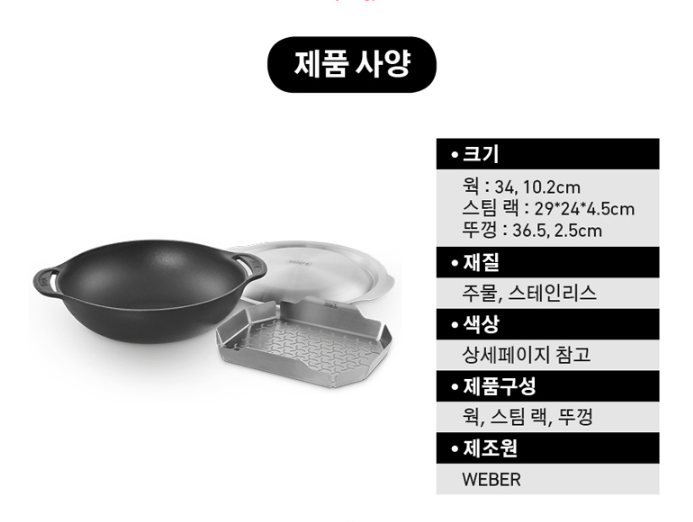 제품 사양
• 크기
웍 : 34, 10.2cm
스팀 랙 : 29*24*4.5cm
뚜껑 : 36.5, 2.5cm
• 재질
주물, 스테인리스
• 색상
상세페이지 참고
• 제품구성
웍, 스팀 랙, 뚜껑
• 제조원
WEBER